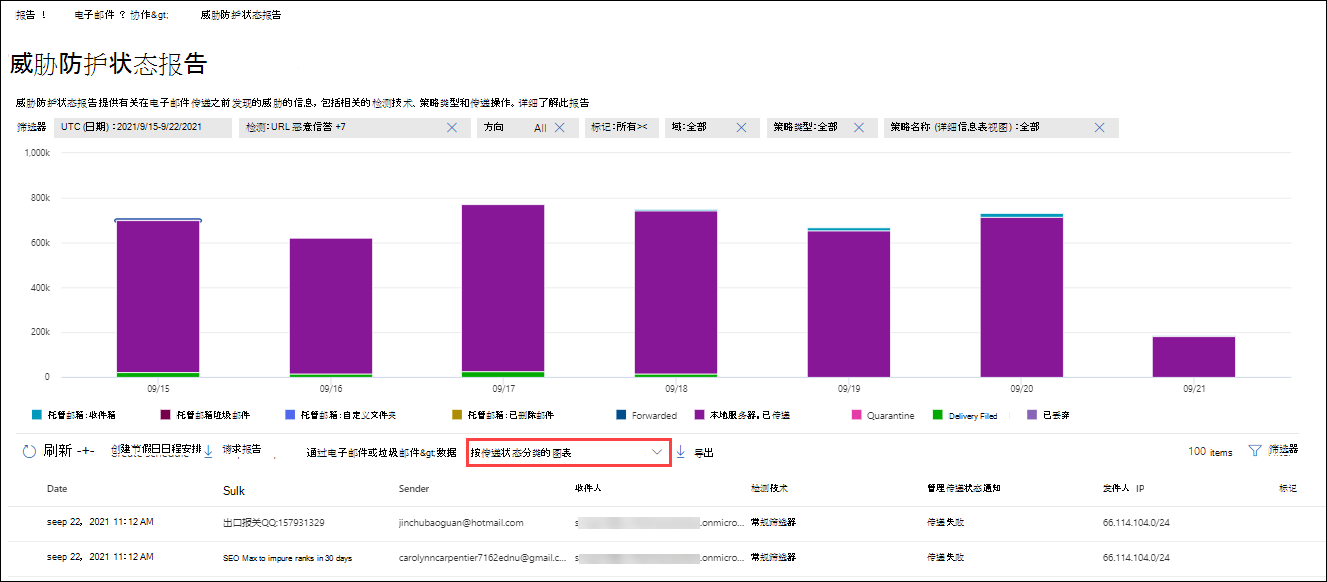 报告 ! 电子邮件 ? 协作&gt; 威胁防护状态报告
威胁防护状态报告
威胁防护状态报告提供有关在电子邮件传递之前发现的威胁的信息，包括相关的检测技术、策略类型和传递操作。详细了解此报告
筛选器 UTC (日期) : 2021/9/15-9/22/2021 检测: URL 恶意信誉 +7 方向 All 标记:所有>< 域:全部 策略类型:全部 策略名称 (详细信息表视图) :全部
1,000k
800k
600k
400k
200k
0
09/15 09/16 09/17 09/18 09/19 09/20 09/21
托管邮箱:收件箱 托管邮箱垃圾邮件 托管邮箱:自定义文件夹 托管邮箱:已删除邮件 Forwarded 本地服务器。已传递 Quarantine Delivery Filed 已丢弃
刷新 -+- 创建节假日日程安排 请求报告 通过电子邮件或垃圾邮件&gt;数据 按传递状态分类的图表 导出 100 items 筛选器
Date Sulk Sender 收件人 检测技术 管理传递状态通知 发件人 IP 标记
seep 22, 2021 11:12 AM 出口报关QQ:157931329 jinchubaoguan@hotmail.com s .onmicro... 常规筛选器 传递失败 66.114.104.0/24
seep 22, 2021 11:12 AM SEO Max to impure ranks in 30 days carolynncarpentier7162ednu@gmail.c... s .onmicro... 常规筛选器 传递失败 66.114.104.0/24